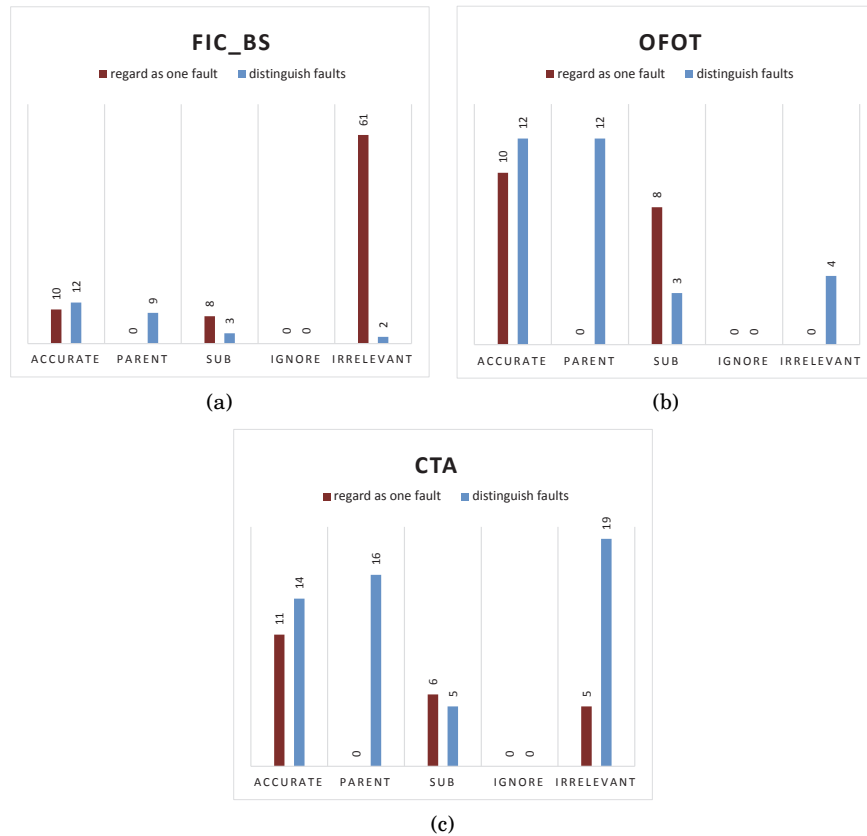 FIC_BS
regard as one fault distinguish faults
10 12 0 9 8 3 0 0 61 2
ACCURATE PARENT SUB IGNORE IRRELEVANT
(a)
OFOT
regard as one fault distinguish faults
10 12 0 12 8 3 0 0 0 4
ACCURATE PARENT SUB IGNORE IRRELEVANT
(b)
CTA
regard as one fault distinguish faults
11 14 0 16 6 5 0 0 5 19
ACCURATE PARENT SUB IGNORE IRRELEVANT
(c)